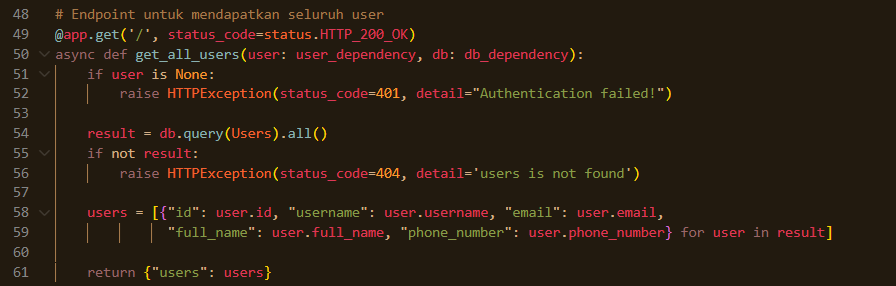 48 # Endpoint untuk mendapatkan seluruh user
49 @app.get('/', status_code=status.HTTP_200_OK)
50 async def get_all_users(user: user_dependency, db: db_dependency):
51     if user is None:
52         raise HTTPException(status_code=401, detail="Authentication failed!")
53
54     result = db.query(Users).all()
55     if not result:
56         raise HTTPException(status_code=404, detail='users is not found')
57
58     users = [{"id": user.id, "username": user.username, "email": user.email,
59               "full_name": user.full_name, "phone_number": user.phone_number} for user in result]
60
61     return {"users": users}